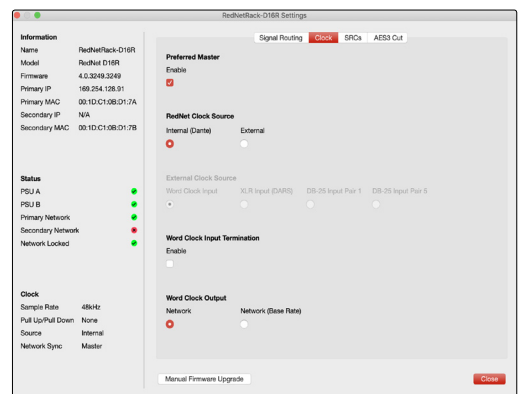 RedNetRack-D16R Settings
Information
Name RedNetRack-D16R
Model RedNet D16R
Firmware 4.0.3249.3249
Primary IP 169.254.128.91
Primary MAC 00:1D:C1:0B:D1:7A
Secondary IP N/A
Secondary MAC 00:1D:C1:0B:D1:7B
Status
PSU A
PSU B
Primary Network
Secondary Network
Network Locked
Clock
Sample Rate 48kHz
Pull Up/Pull Down None
Source Internal
Network Sync Master
Signal Routing Clock SRCs AES3 Cut
Preferred Master
Enable
RedNet Clock Source
Internal (Dante) External
External Clock Source
Word Clock Input XLR Input (DARS) DB-25 Input Pair 1 DB-25 Input Pair 5
Word Clock Input Termination
Enable
Word Clock Output
Network Network (Base Rate)
Manual Firmware Upgrade Close